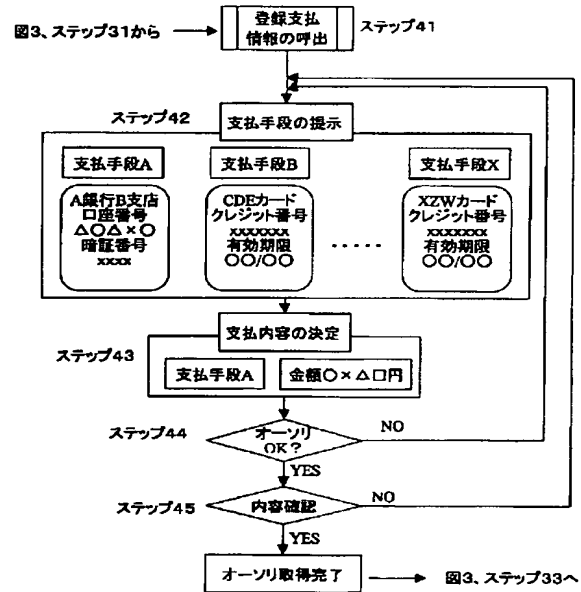 図3、ステップ31から
登録支払
情報の呼出
ステップ41
ステップ42
支払手段の提示
支払手段A
支払手段B
支払手段X
A銀行B支店
口座番号
△○△×○
暗証番号
xxxx
CDEカード
クレジット番号
xxxxxxx
有効期限
○○/○○
・・・・・
XZWカード
クレジット番号
xxxxxxx
有効期限
○○/○○
支払内容の決定
ステップ43
支払手段A
金額○×△□円
ステップ44
オーソリ
OK?
NO
YES
ステップ45
内容確認
NO
YES
オーソリ取得完了
図3、ステップ33へ